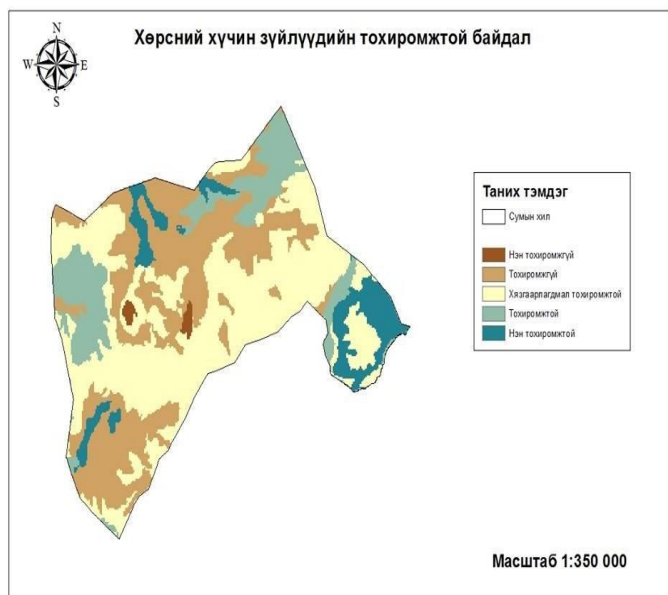 Хөрсний хүчин зүйлүүдийн тохиромжтой байдал
N
W E
S
Таних тэмдэг
Сумын хил
Нэн тохиромжгүй
Тохиромжгүй
Хязгаарлагдмал тохиромжтой
Тохиромжтой
Нэн тохиромжтой
Масштаб 1:350 000